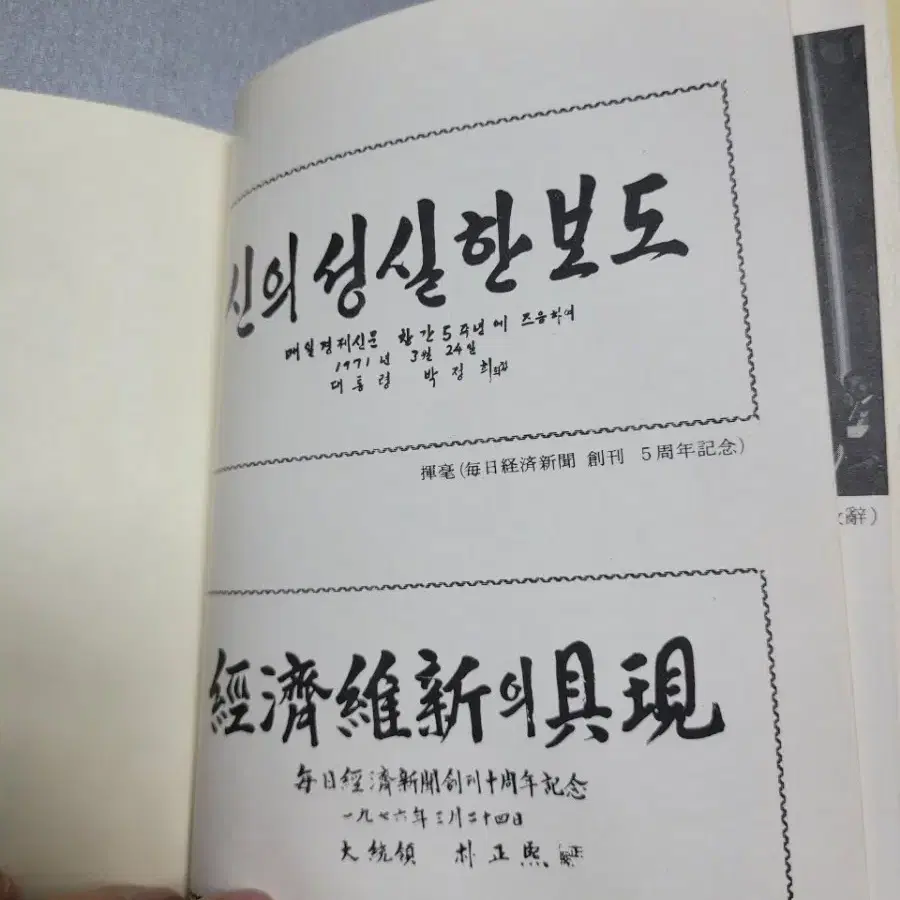 신의 성실한 보도
매일경제신문 창간5주년에 즈음하여
1971년 3월 24일
대통령 박정희
揮毫(毎日経済新聞 創刊 5周年記念)
辭)
經濟維新의 具現
每日經濟新聞創刊十周年記念
一九七六年三月二十四日
大統領 朴正熙